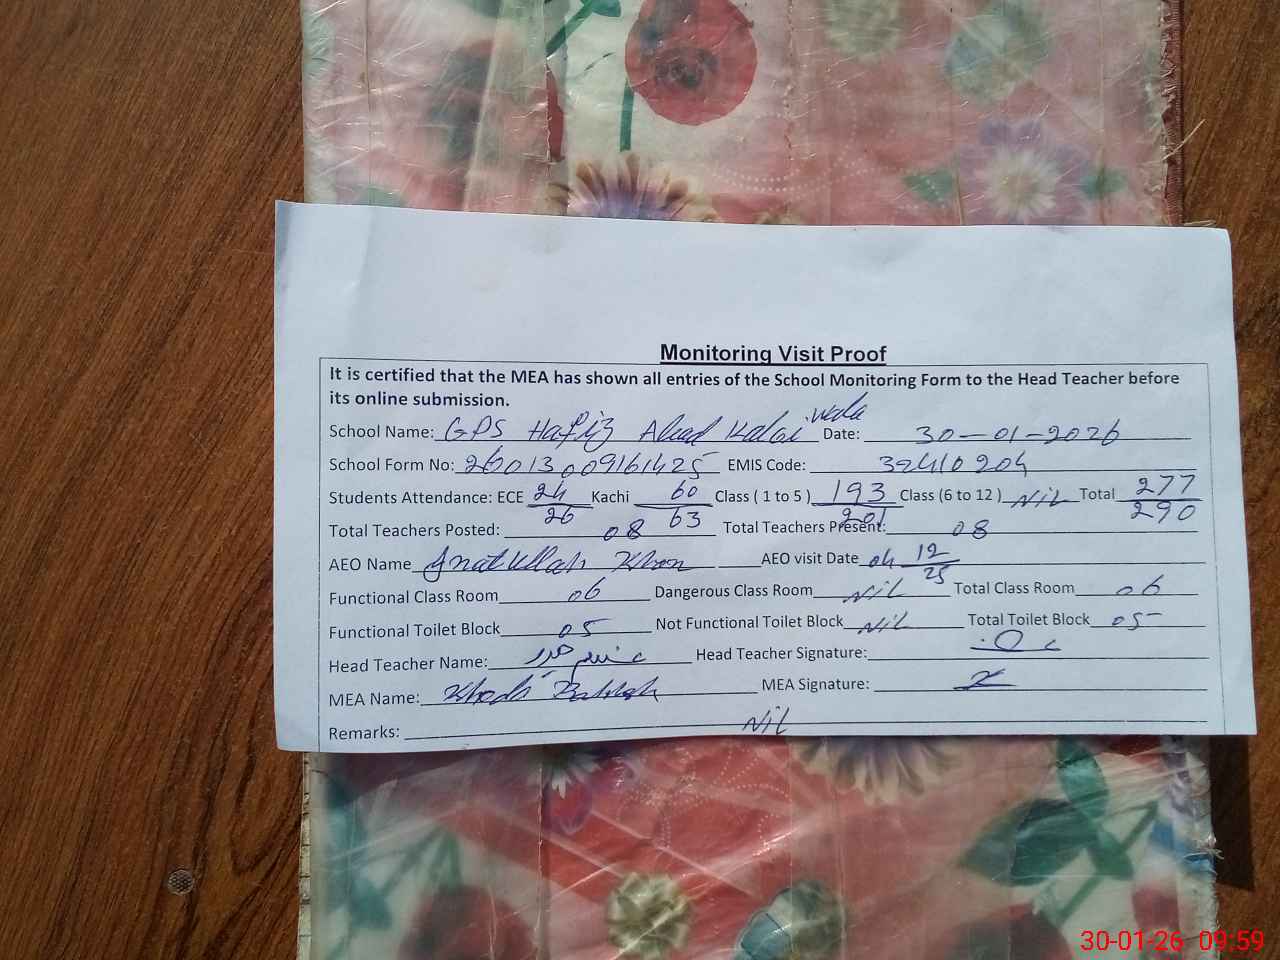 Monitoring Visit Proof
It is certified that the MEA has shown all entries of the School Monitoring Form to the Head Teacher before
its online submission.
School Name: GPS Hafiz Ahad Kalai wala Date: 30-01-2026
School Form No: 26013009161425 EMIS Code: 32410204
Students Attendance: ECE 24/26 Kachi 60/63 Class ( 1 to 5 ) 193/201 Class (6 to 12 ) Nil Total 277/290
Total Teachers Posted: 08 Total Teachers Present: 08
AEO Name Khan AEO visit Date 04 12/25
Functional Class Room 06 Dangerous Class Room Nil Total Class Room 06
Functional Toilet Block 05 Not Functional Toilet Block Nil Total Toilet Block 05
Head Teacher Name: Head Teacher Signature:
MEA Name: Khoda Bakhsh MEA Signature:
Remarks: Nil
30-01-26 09:59